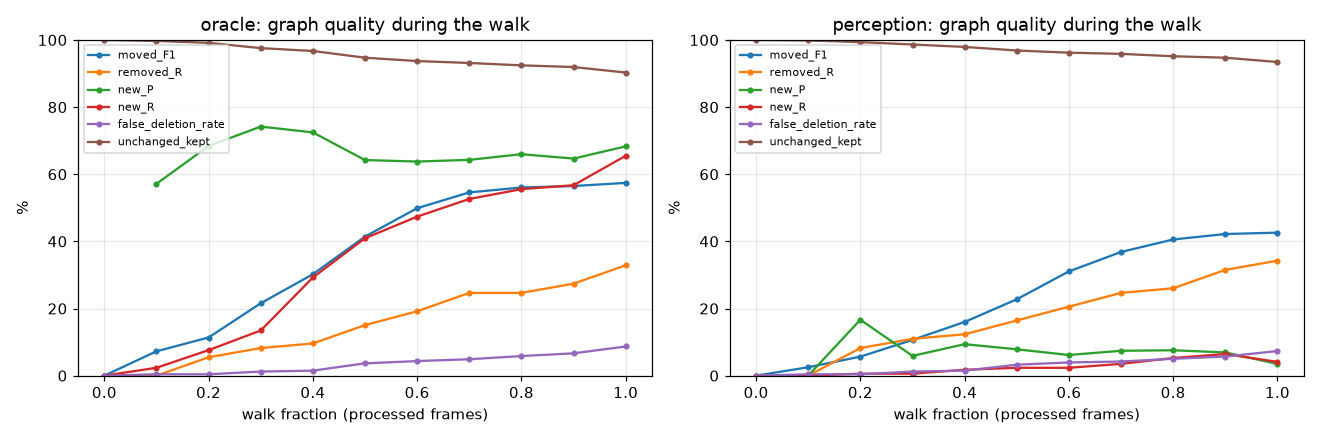 oracle: graph quality during the walk
100
80
60
40
20
0
%
moved_F1
removed_R
new_P
new_R
false_deletion_rate
unchanged_kept
0.0 0.2 0.4 0.6 0.8 1.0
walk fraction (processed frames)
perception: graph quality during the walk
100
80
60
40
20
0
%
moved_F1
removed_R
new_P
new_R
false_deletion_rate
unchanged_kept
0.0 0.2 0.4 0.6 0.8 1.0
walk fraction (processed frames)